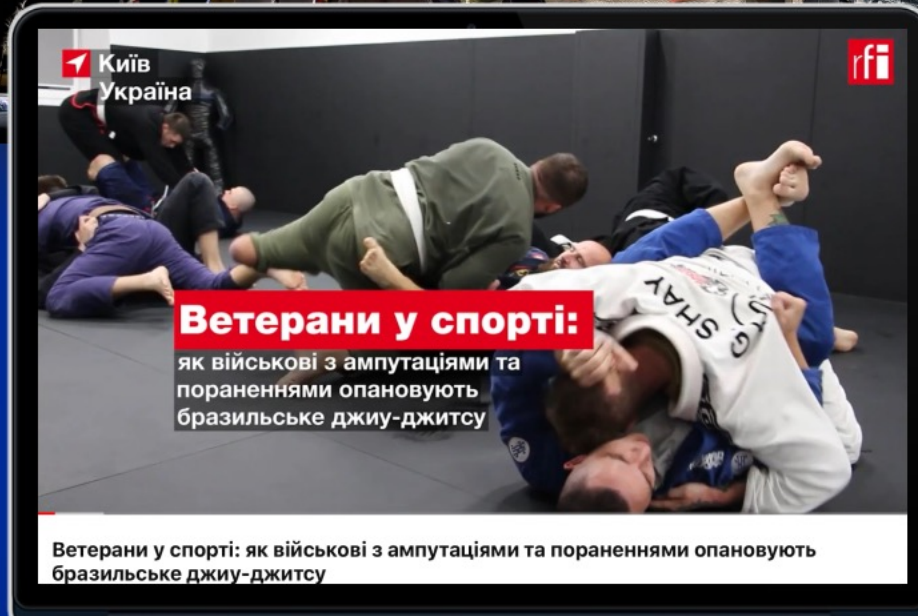 Київ
Україна
rfi
TG SHAY
Ветерани у спорті:
як військові з ампутаціями та
пораненнями опановують
бразильське джиу-джитсу
Ветерани у спорті: як військові з ампутаціями та пораненнями опановують
бразильське джиу-джитсу